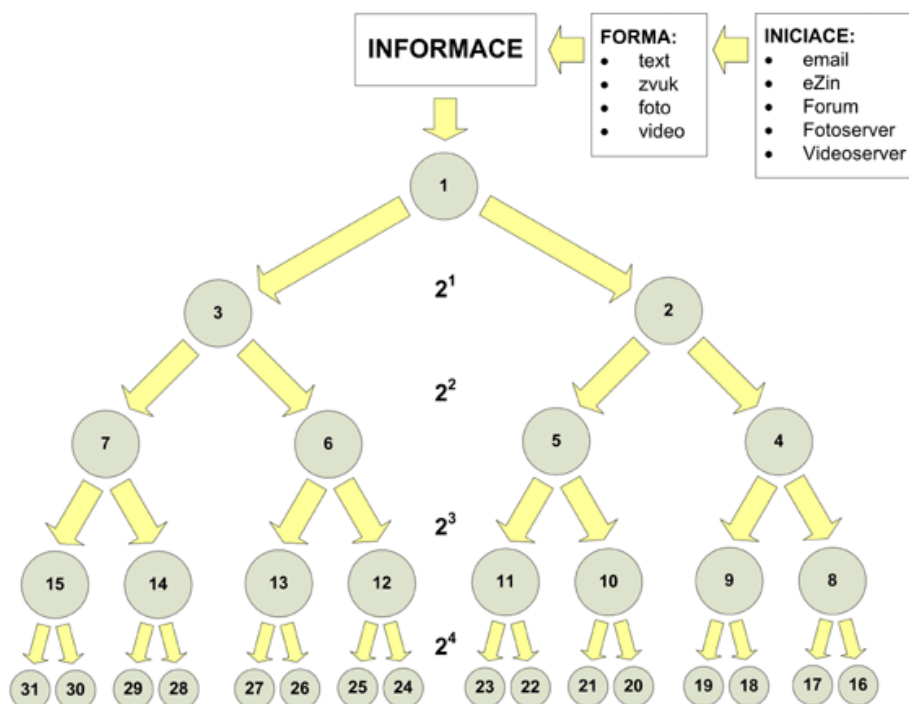 INFORMACE
FORMA:
• text
• zvuk
• foto
• video
INICIACE:
• email
• eZin
• Forum
• Fotoserver
• Videoserver
1
2¹
3
2
2²
7
6
5
4
2³
15
14
13
12
11
10
9
8
2⁴
31
30
29
28
27
26
25
24
23
22
21
20
19
18
17
16